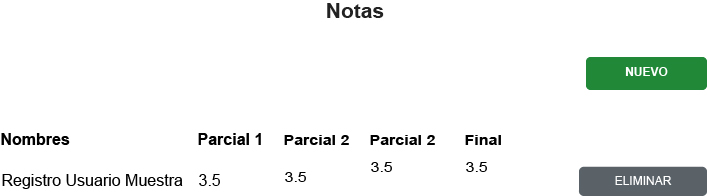 Notas
NUEVO
Nombres Parcial 1 Parcial 2 Parcial 2 Final
Registro Usuario Muestra 3.5 3.5 3.5 3.5 ELIMINAR